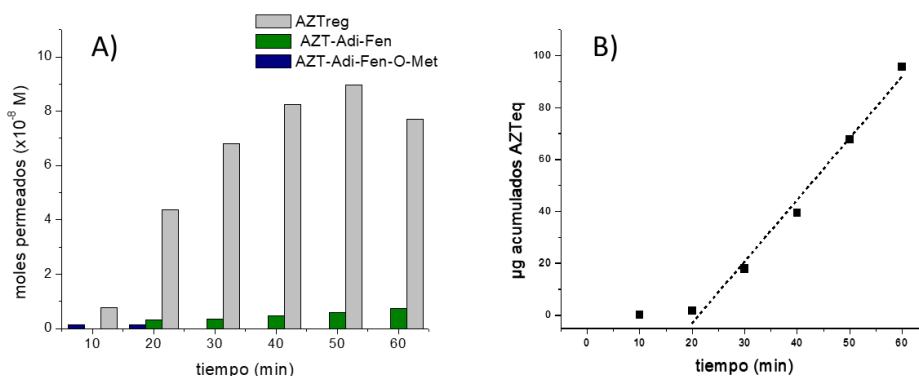 A)
AZTreg
AZT-Adi-Fen
AZT-Adi-Fen-O-Met
moles permeados (x10⁻⁸ M)
10
8
6
4
2
0
10 20 30 40 50 60
tiempo (min)
B)
µg acumulados AZTeq
100
80
60
40
20
0
0 10 20 30 40 50 60
tiempo (min)